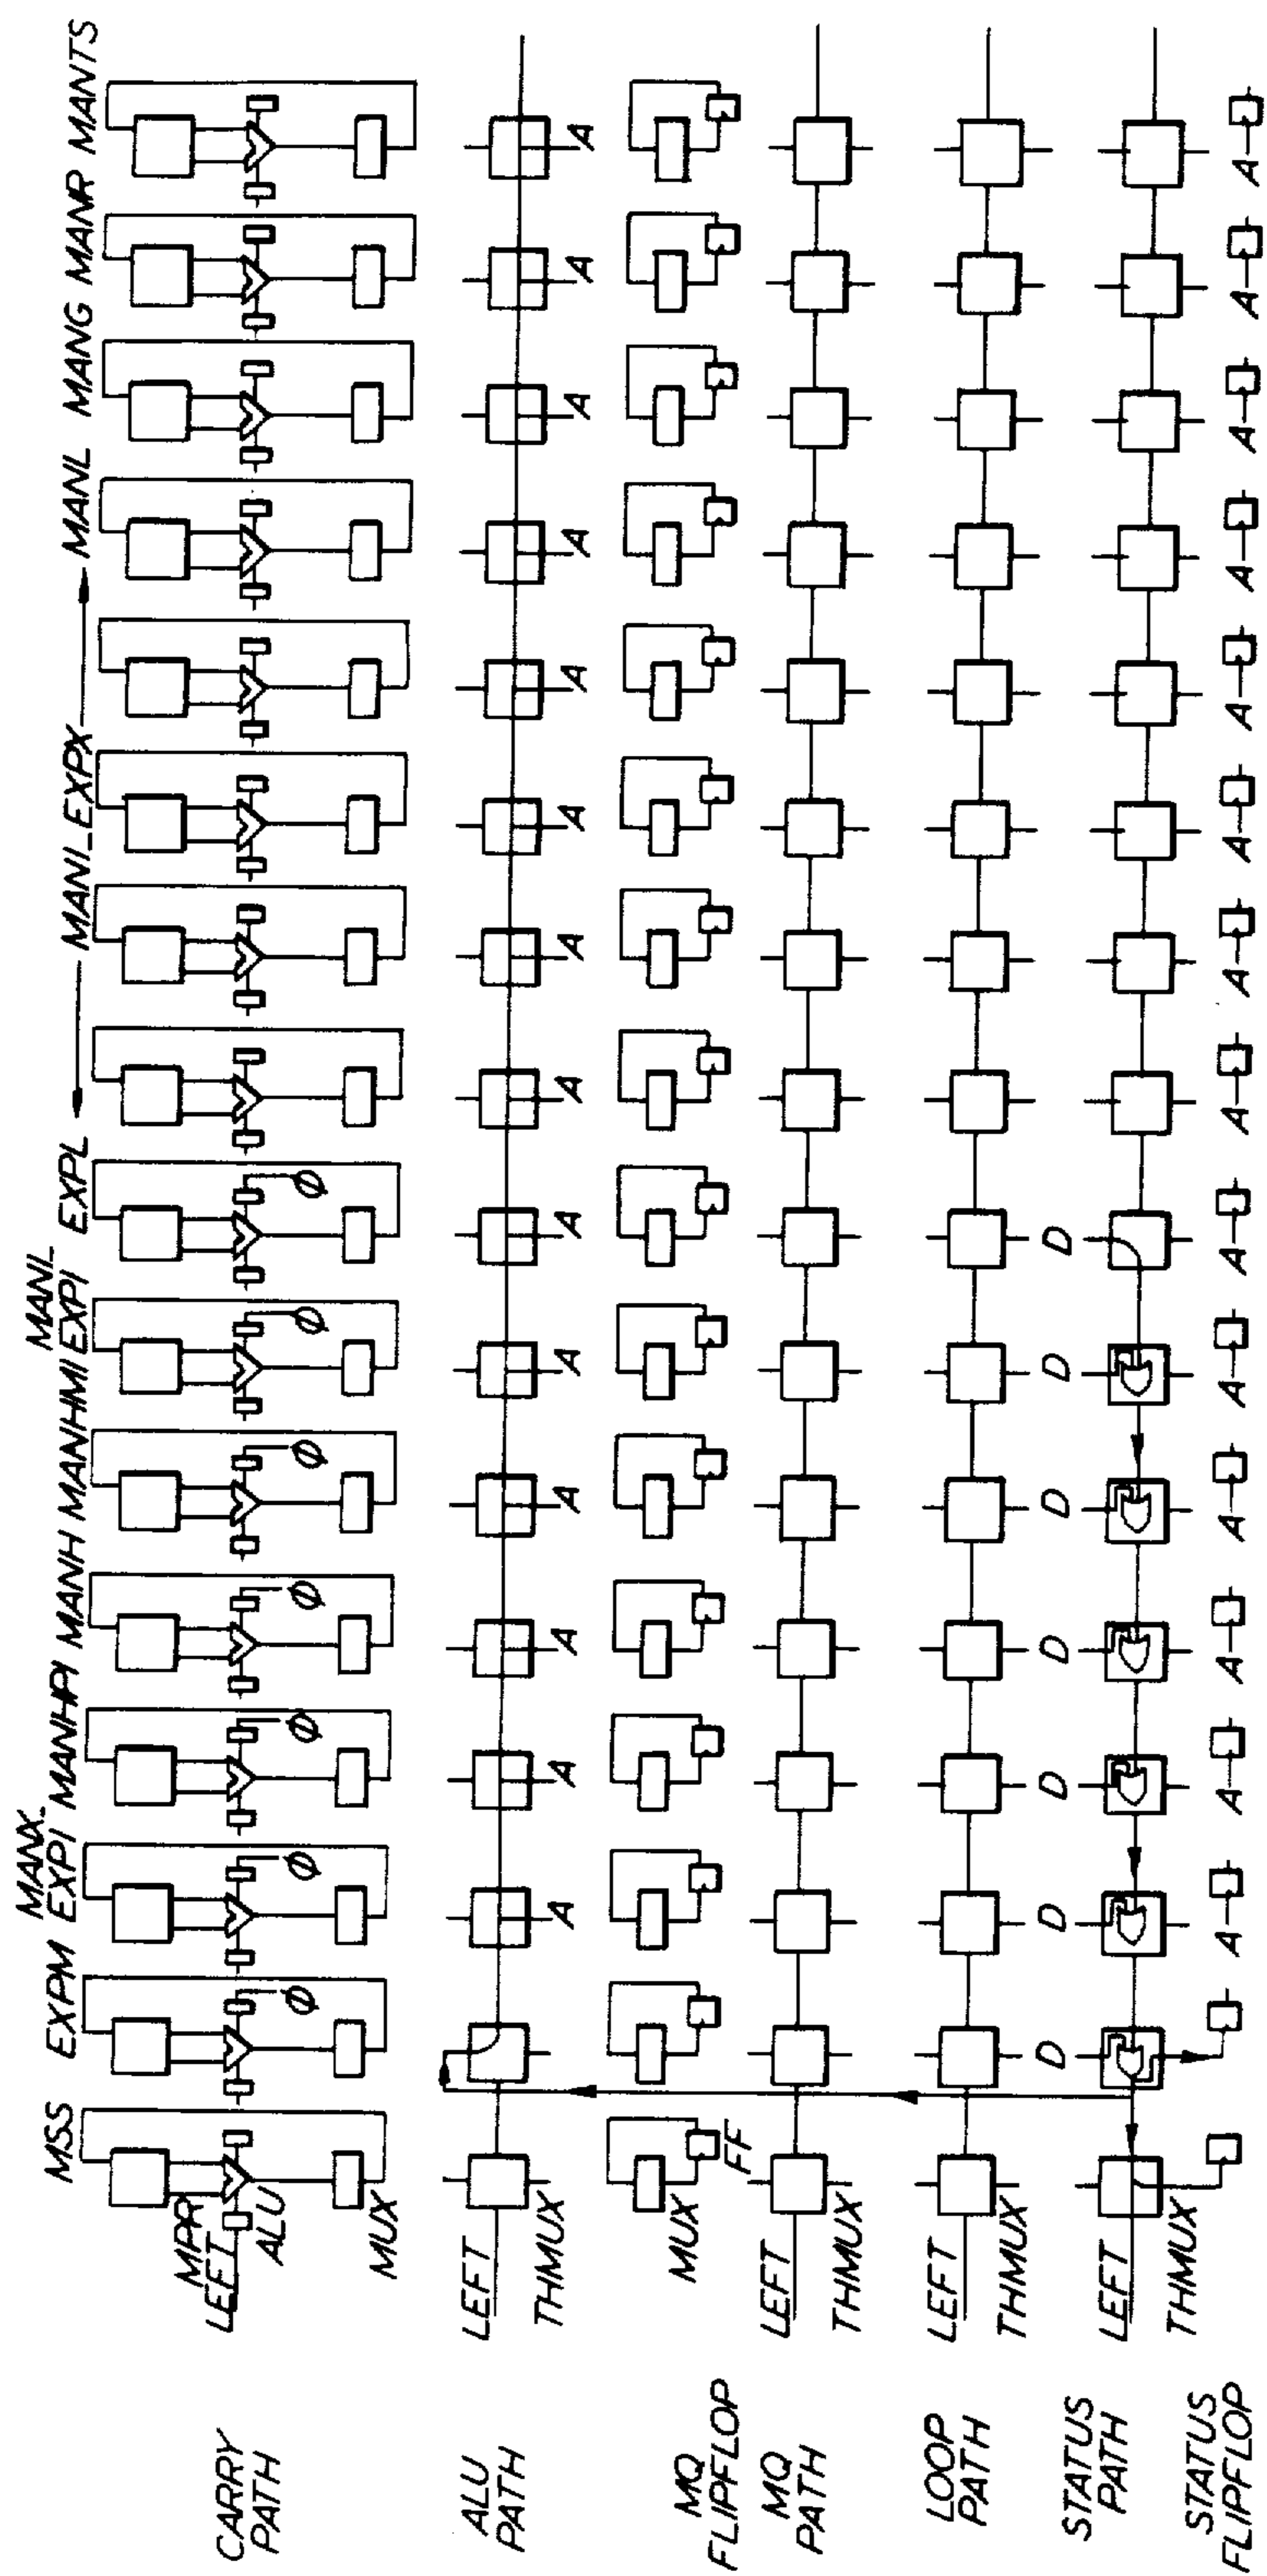 MSS EXPM MANX_ EXPI MANHPI MANH MANHMI MANI_ EXPI EXPL MANI_EXPX MANL MANG MANR MANTS
CARRY PATH
MPR
LEFT
ALU
Ø Ø Ø Ø Ø Ø Ø
MUX
ALU PATH
LEFT
THMUX
A A A A A A A A A A A A A A
MQ FLIPFLOP
MUX
FF
MQ PATH
LEFT
THMUX
LOOP PATH
LEFT
THMUX
D D D D D D D
STATUS PATH
LEFT
THMUX
STATUS FLIPFLOP
A A A A A A A A A A A A A A